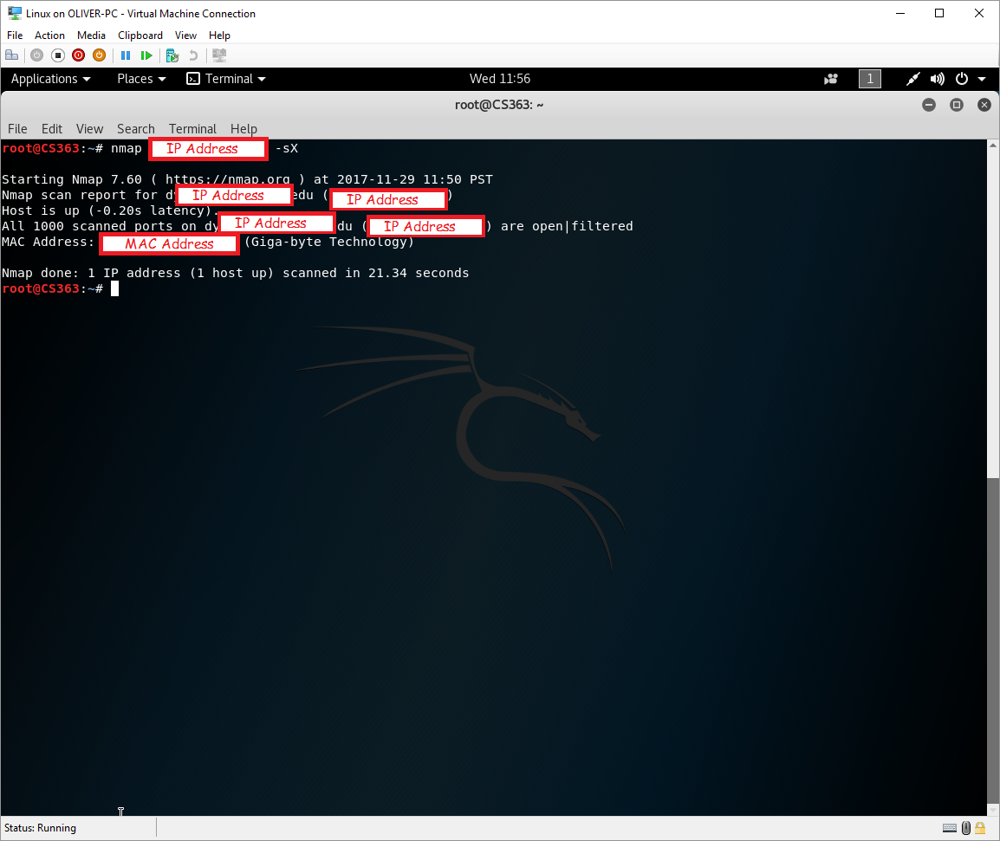 Linux on OLIVER-PC - Virtual Machine Connection
File Action Media Clipboard View Help
Applications Places Terminal Wed 11:56 1
root@CS363: ~
File Edit View Search Terminal Help
root@CS363:~# nmap IP Address -sX
Starting Nmap 7.60 ( https://nmap.org ) at 2017-11-29 11:50 PST
Nmap scan report for dy IP Address edu ( IP Address )
Host is up (-0.20s latency).
All 1000 scanned ports on dy IP Address du ( IP Address ) are open|filtered
MAC Address: MAC Address (Giga-byte Technology)
Nmap done: 1 IP address (1 host up) scanned in 21.34 seconds
root@CS363:~#
Status: Running